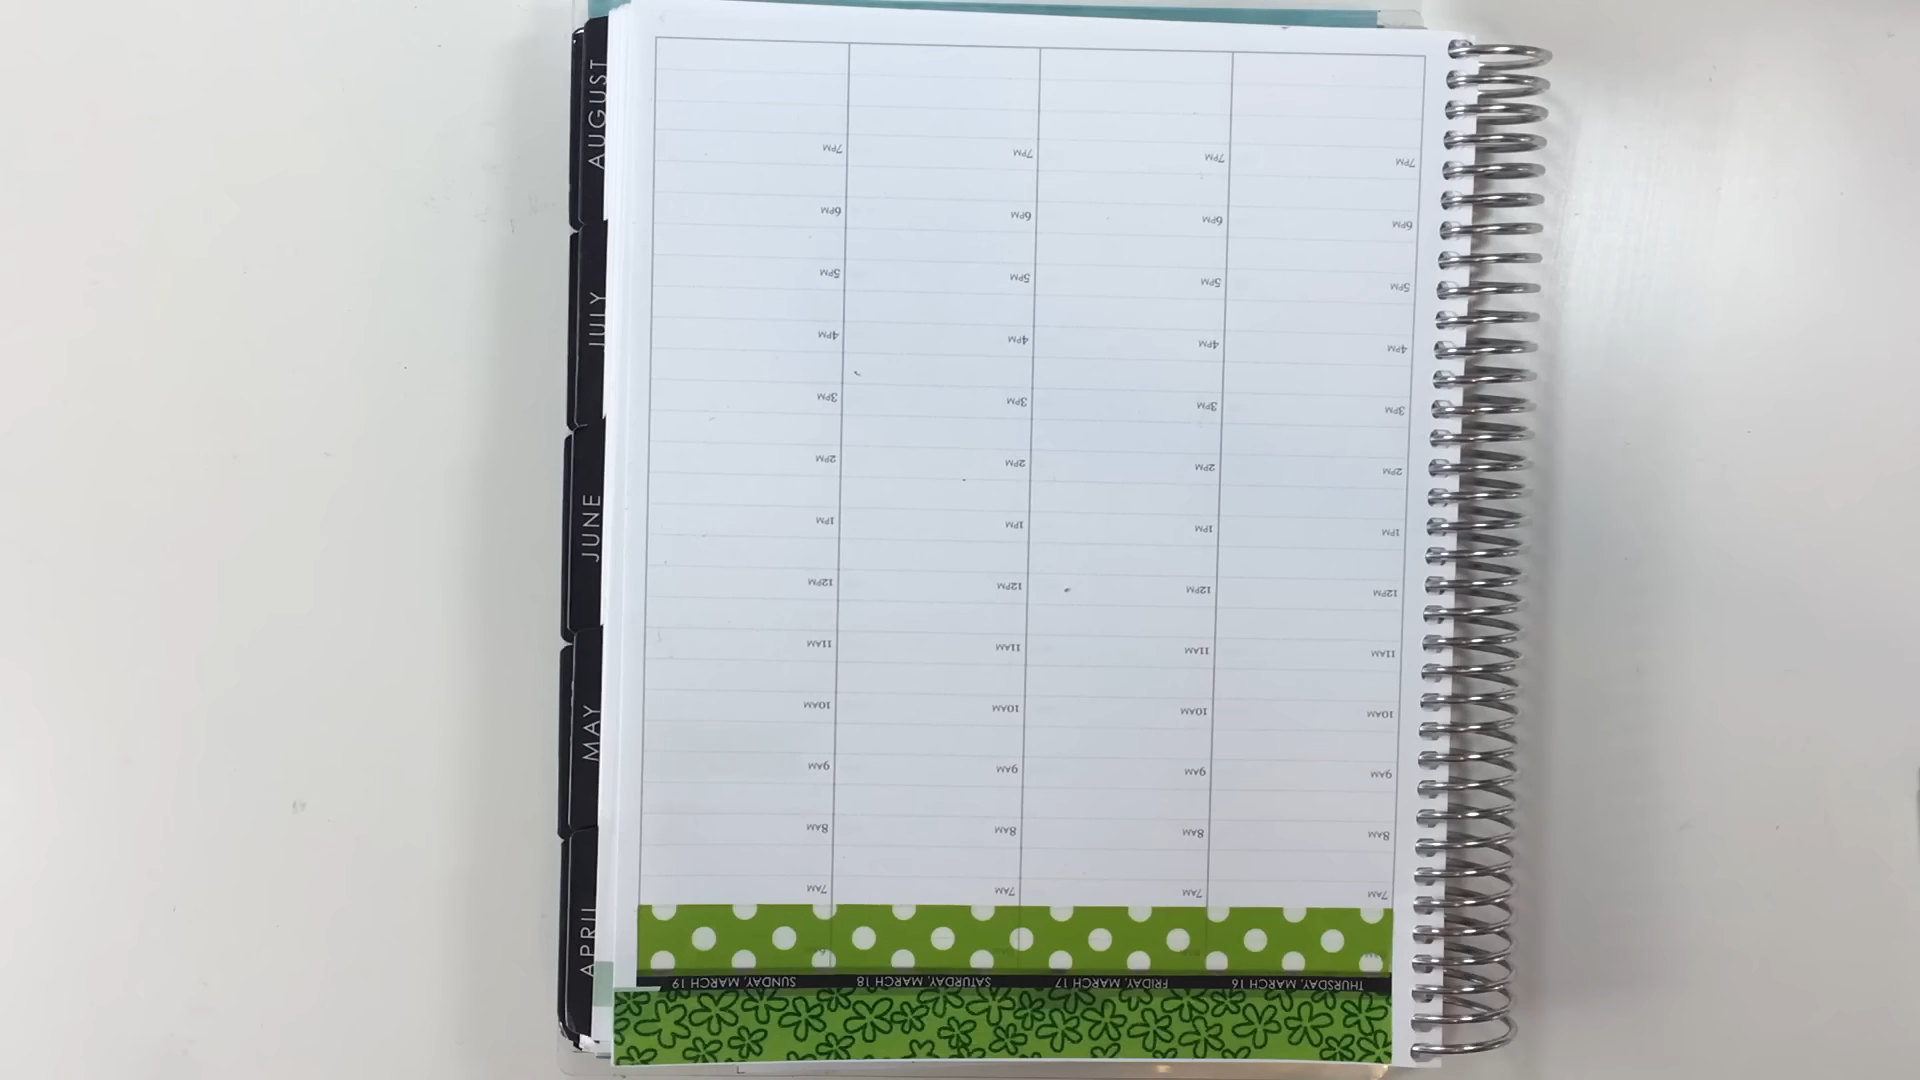 THURSDAY, MARCH 16 FRIDAY, MARCH 17 SATURDAY, MARCH 18 SUNDAY, MARCH 19
7AM 7AM 7AM 7AM
8AM 8AM 8AM 8AM
9AM 9AM 9AM 9AM
10AM 10AM 10AM 10AM
11AM 11AM 11AM 11AM
12PM 12PM 12PM 12PM
1PM 1PM 1PM 1PM
2PM 2PM 2PM 2PM
3PM 3PM 3PM 3PM
4PM 4PM 4PM 4PM
5PM 5PM 5PM 5PM
6PM 6PM 6PM 6PM
7PM 7PM 7PM 7PM
APRIL
MAY
JUNE
JULY
AUGUST